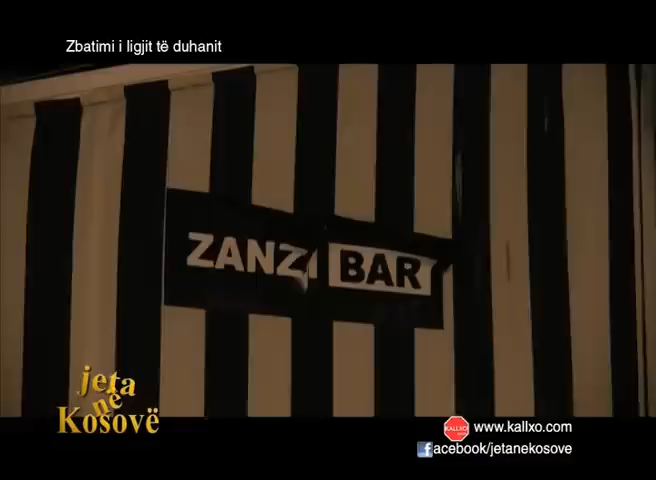 Zbatimi i ligjit të duhanit
ZANZI BAR
jeta
në
Kosovë
KALLXO
www.kallxo.com
facebook/jetanekosove